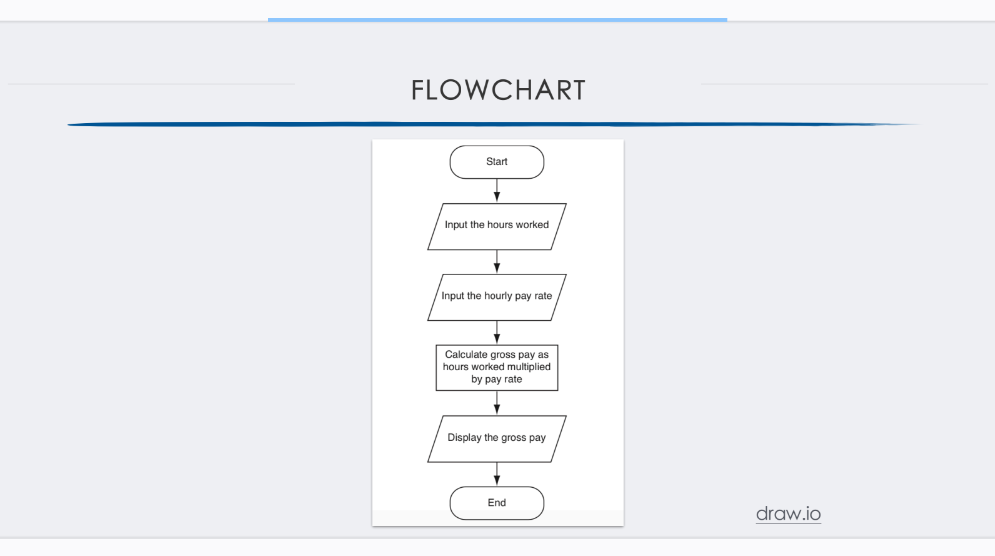 FLOWCHART
Start
Input the hours worked
Input the hourly pay rate
Calculate gross pay as
hours worked multiplied
by pay rate
Display the gross pay
End
draw.io